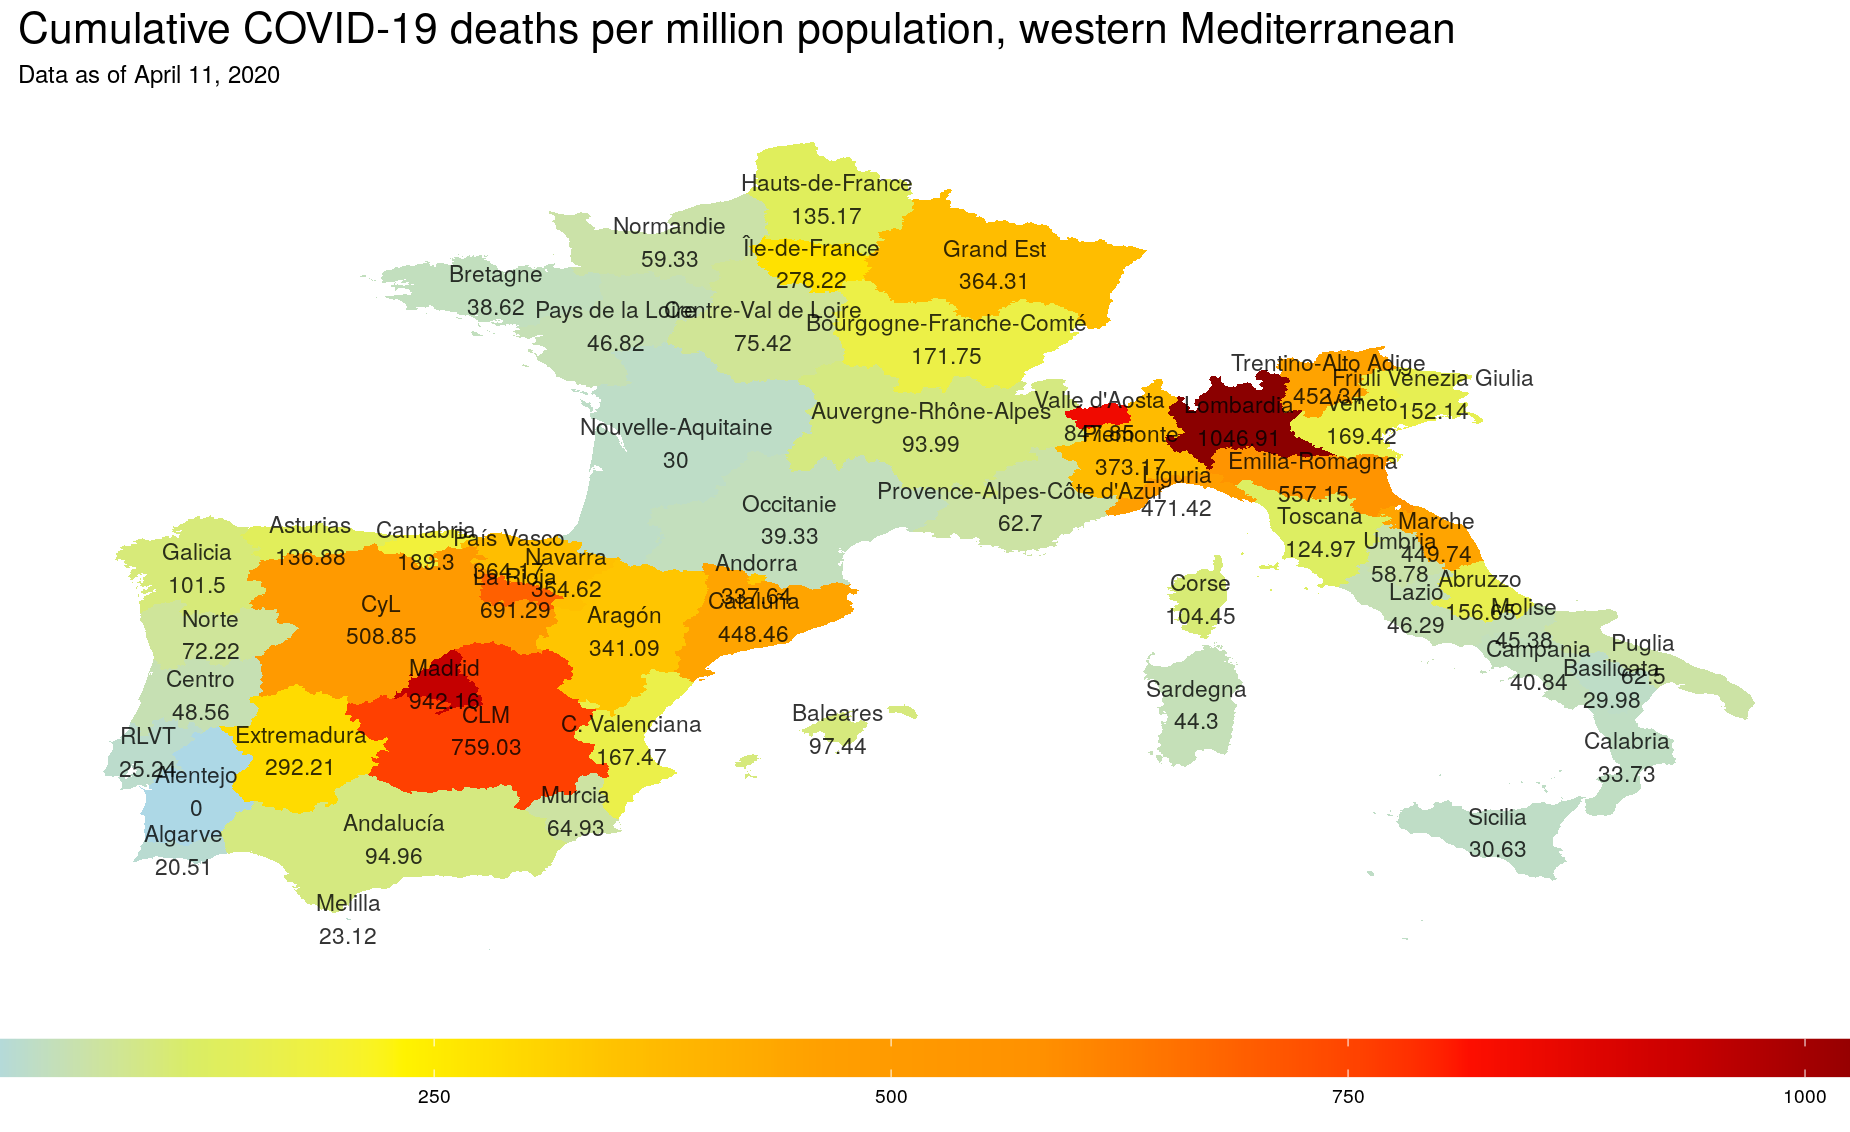 Cumulative COVID-19 deaths per million population, western Mediterranean
Data as of April 11, 2020
Hauts-de-France
135.17
Normandie
59.33
Île-de-France
278.22
Grand Est
364.31
Bretagne
38.62
Pays de la Loire
46.82
Centre-Val de Loire
75.42
Bourgogne-Franche-Comté
171.75
Trentino-Alto Adige
452.34
Friuli Venezia Giulia
152.14
Valle d'Aosta
847.85
Lombardia
1046.91
Veneto
169.42
Auvergne-Rhône-Alpes
93.99
Piemonte
373.17
Nouvelle-Aquitaine
30
Emilia-Romagna
557.15
Liguria
471.42
Provence-Alpes-Côte d'Azur
62.7
Occitanie
39.33
Toscana
124.97
Marche
449.74
Umbria
58.78
Asturias
136.88
Cantabria
189.3
País Vasco
364.17
Navarra
354.62
Galicia
101.5
La Rioja
691.29
Andorra
337.64
Cataluña
448.46
Corse
104.45
Abruzzo
156.65
Lazio
46.29
Molise
45.38
CyL
508.85
Aragón
341.09
Norte
72.22
Campania
40.84
Puglia
62.5
Basilicata
29.98
Madrid
942.16
Centro
48.56
Sardegna
44.3
CLM
759.03
C. Valenciana
167.47
Baleares
97.44
RLVT
25.24
Extremadura
292.21
Calabria
33.73
Alentejo
0
Murcia
64.93
Algarve
20.51
Andalucía
94.96
Sicilia
30.63
Melilla
23.12
250
500
750
1000